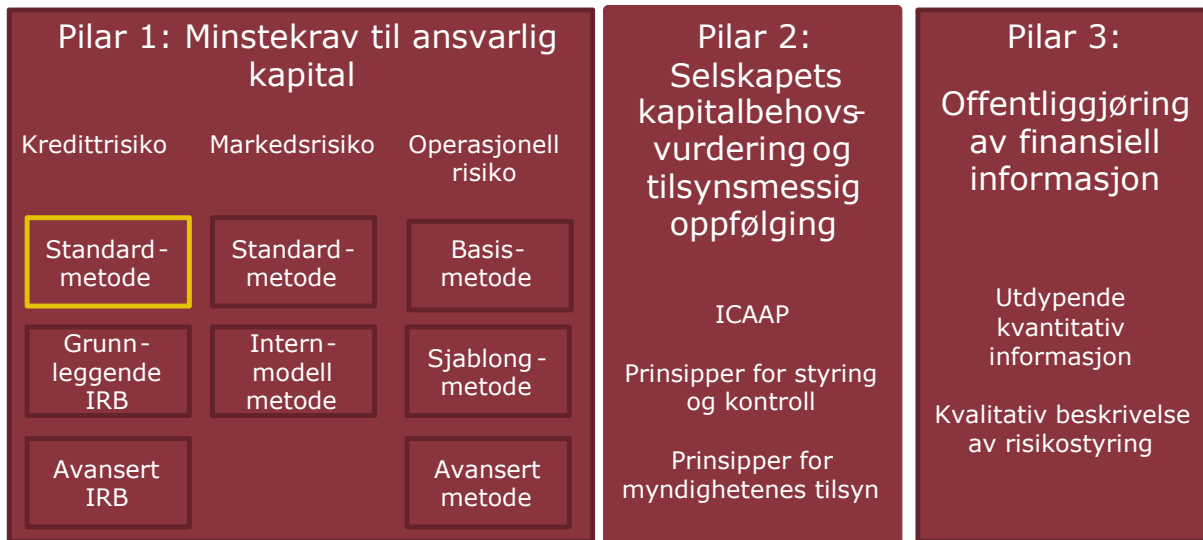 Pilar 1: Minstekrav til ansvarlig
kapital
Kredittrisiko
Markedsrisiko
Operasjonell
risiko
Standard-
metode
Standard-
metode
Basis-
metode
Grunn-
leggende
IRB
Intern-
modell
metode
Sjablong-
metode
Avansert
IRB
Avansert
metode
Pilar 2:
Selskapets
kapitalbehovs-
vurdering og
tilsynsmessig
oppfølging
ICAAP
Prinsipper for styring
og kontroll
Prinsipper for
myndighetenes tilsyn
Pilar 3:
Offentliggjøring
av finansiell
informasjon
Utdypende
kvantitativ
informasjon
Kvalitativ beskrivelse
av risikostyring